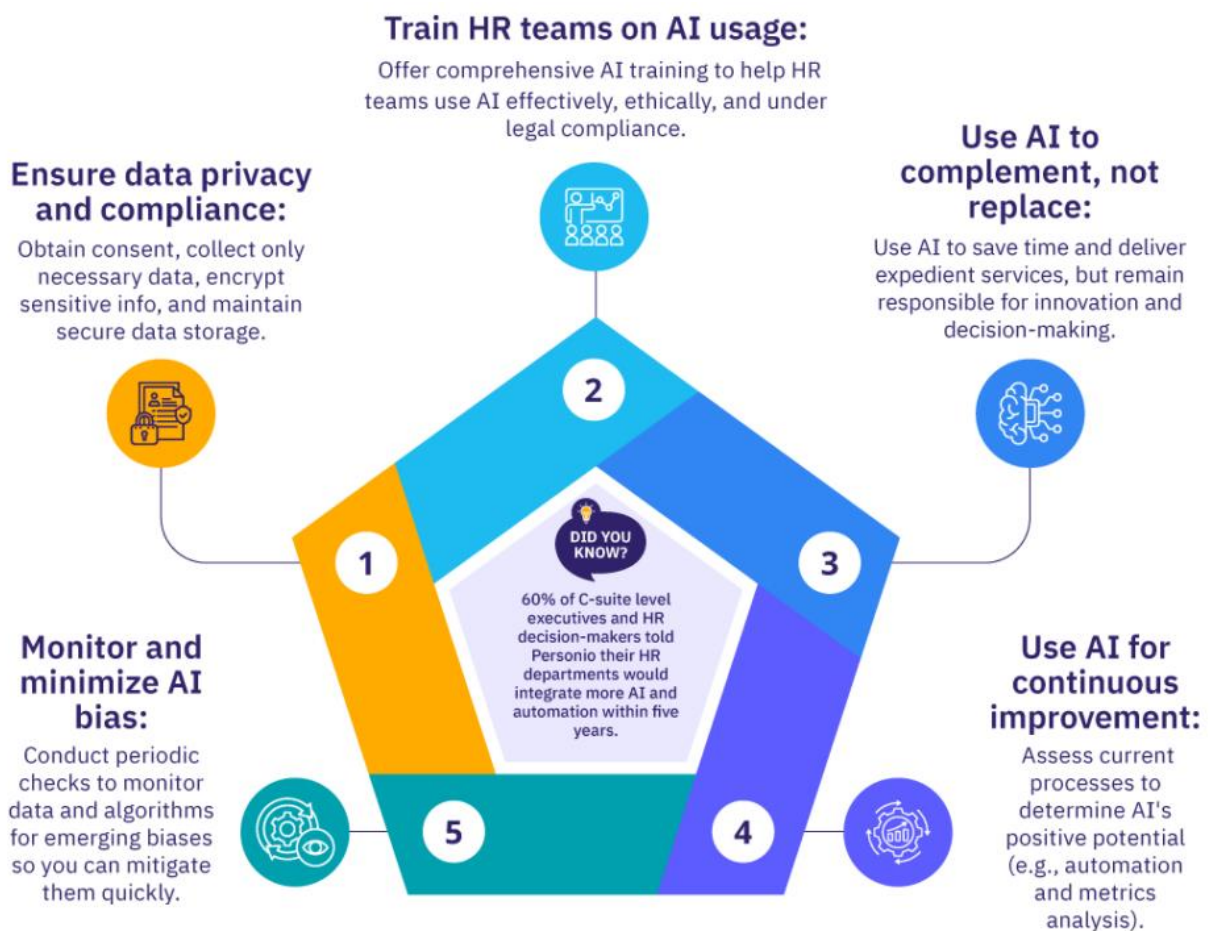 Train HR teams on AI usage:
Offer comprehensive AI training to help HR
teams use AI effectively, ethically, and under
legal compliance.
Ensure data privacy
and compliance:
Obtain consent, collect only
necessary data, encrypt
sensitive info, and maintain
secure data storage.
Use AI to
complement, not
replace:
Use AI to save time and deliver
expedient services, but remain
responsible for innovation and
decision-making.
2
1
3
DID YOU
KNOW?
60% of C-suite level
executives and HR
decision-makers told
Personio their HR
departments would
integrate more AI and
automation within five
years.
Monitor and
minimize AI
bias:
Conduct periodic
checks to monitor
data and algorithms
for emerging biases
so you can mitigate
them quickly.
5
4
Use AI for
continuous
improvement:
Assess current
processes to
determine AI's
positive potential
(e.g., automation
and metrics
analysis).